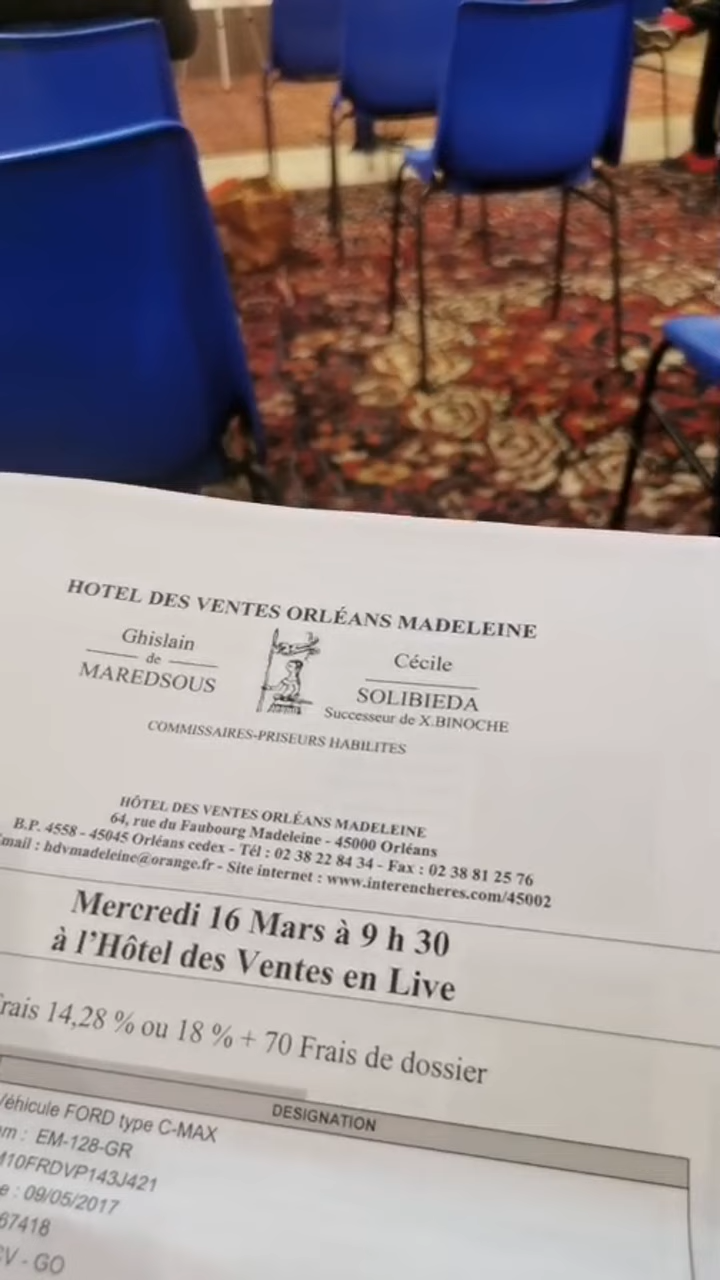 HOTEL DES VENTES ORLÉANS MADELEINE
Ghislain
de
MAREDSOUS
Cécile
SOLIBIEDA
Successeur de X.BINOCHE
COMMISSAIRES-PRISEURS HABILITES
HÔTEL DES VENTES ORLÉANS MADELEINE
64, rue du Faubourg Madeleine - 45000 Orléans
B.P. 4558 - 45045 Orléans cedex - Tél : 02 38 22 84 34 - Fax : 02 38 81 25 76
mail : hdvmadeleine@orange.fr - Site internet : www.interencheres.com/45002
Mercredi 16 Mars à 9 h 30
à l'Hôtel des Ventes en Live
rais 14,28 % ou 18 % + 70 Frais de dossier
DESIGNATION
Véhicule FORD type C-MAX
m : EM-128-GR
M10FRDVP143J421
e : 09/05/2017
67418
CV - GO